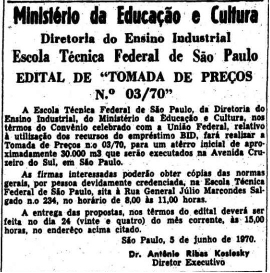 Ministério da Educação e Cultura
Diretoria do Ensino Industrial
Escola Técnica Federal de São Paulo
EDITAL DE "TOMADA DE PREÇOS
N.º 03/70"
A Escola Técnica Federal de São Paulo, da Diretoria do
Ensino Industrial, do Ministério da Educação e Cultura, nos
têrmos do Convênio celebrado com a União Federal, relativo
à utilização dos recursos do empréstimo BID, fará realizar a
Tomada de Preços n.o 03/70, para um atêrro inicial de apro-
ximadamente 30.000 m3 que serão executados na Avenida Cru-
zeiro do Sul, em São Paulo.
As firmas interessadas poderão obter cópias das normas
gerais, por pessoa devidamente credenciada, na Escola Técnica
Federal de São Paulo, sita à Rua General Júlio Marcondes Sal-
gado n.o 234, no horário de 8,00 às 11,00 horas.
A entrega das propostas, nos têrmos do edital deverá ser
feita no dia 24 (vinte e quatro) do mês corrente, às 15,00
horas, no enderêço acima citado.
São Paulo, 5 de junho de 1970.
Dr. Antônio Ribas Koslosky
Diretor Executivo